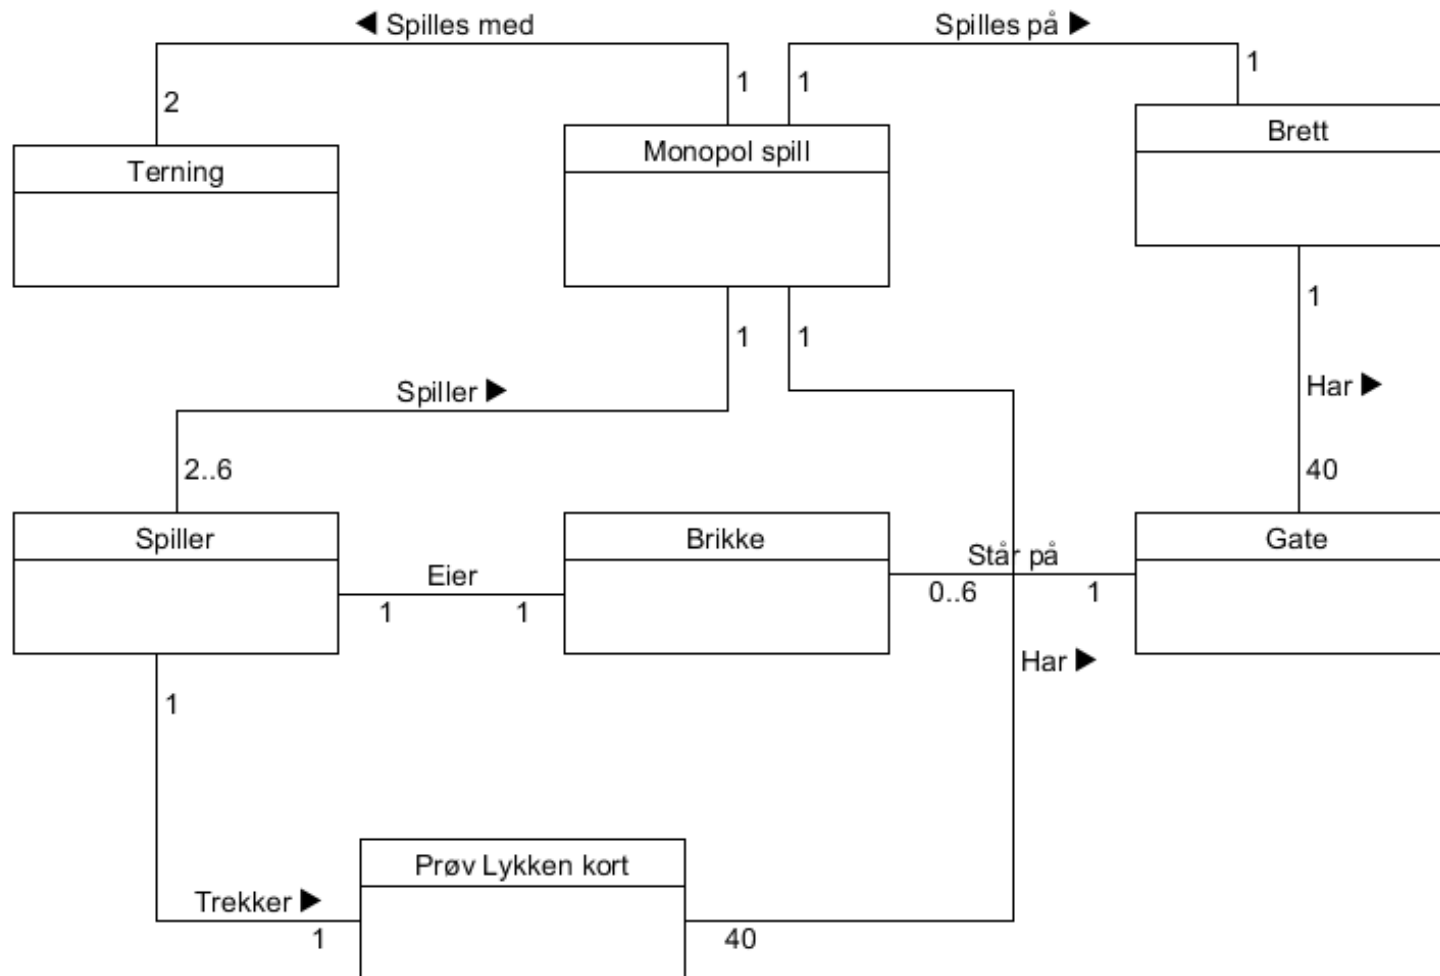 ◀ Spilles med
Spilles på ▶
1
1
1
2
Terning
Monopol spill
Brett
1
1
1
Spiller ▶
Har ▶
2..6
40
Spiller
Brikke
Gate
Står på
Eier
1
1
0..6
1
Har ▶
1
Prøv Lykken kort
Trekker ▶
1
40